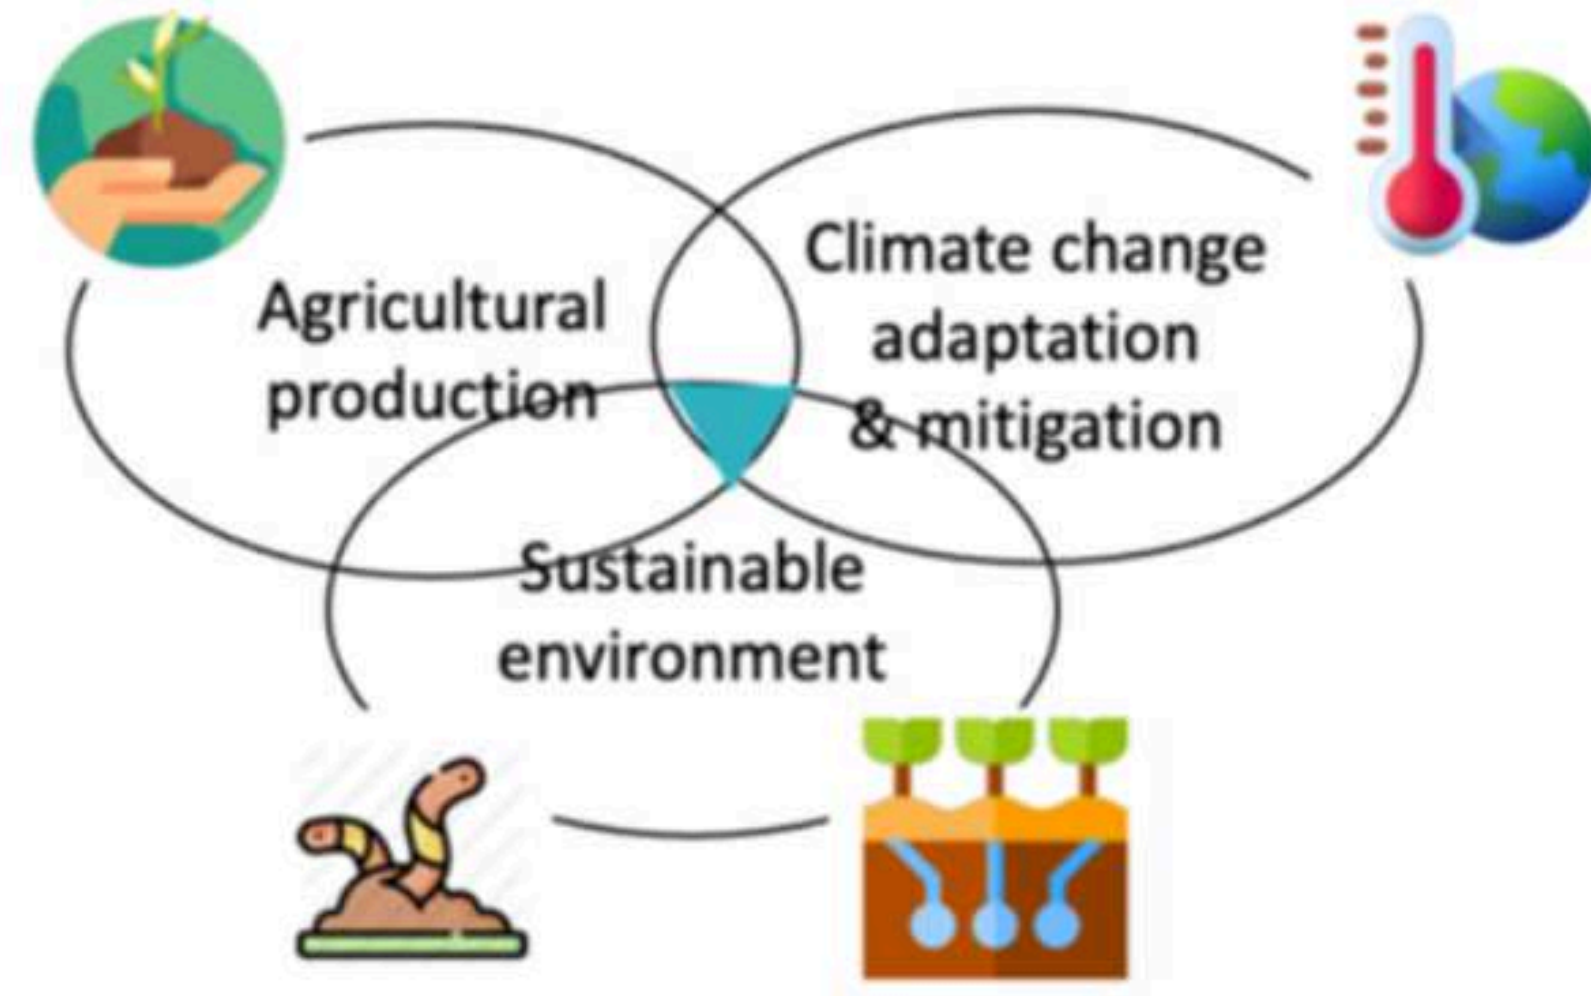 Agricultural
production
Climate change
adaptation
& mitigation
Sustainable
environment